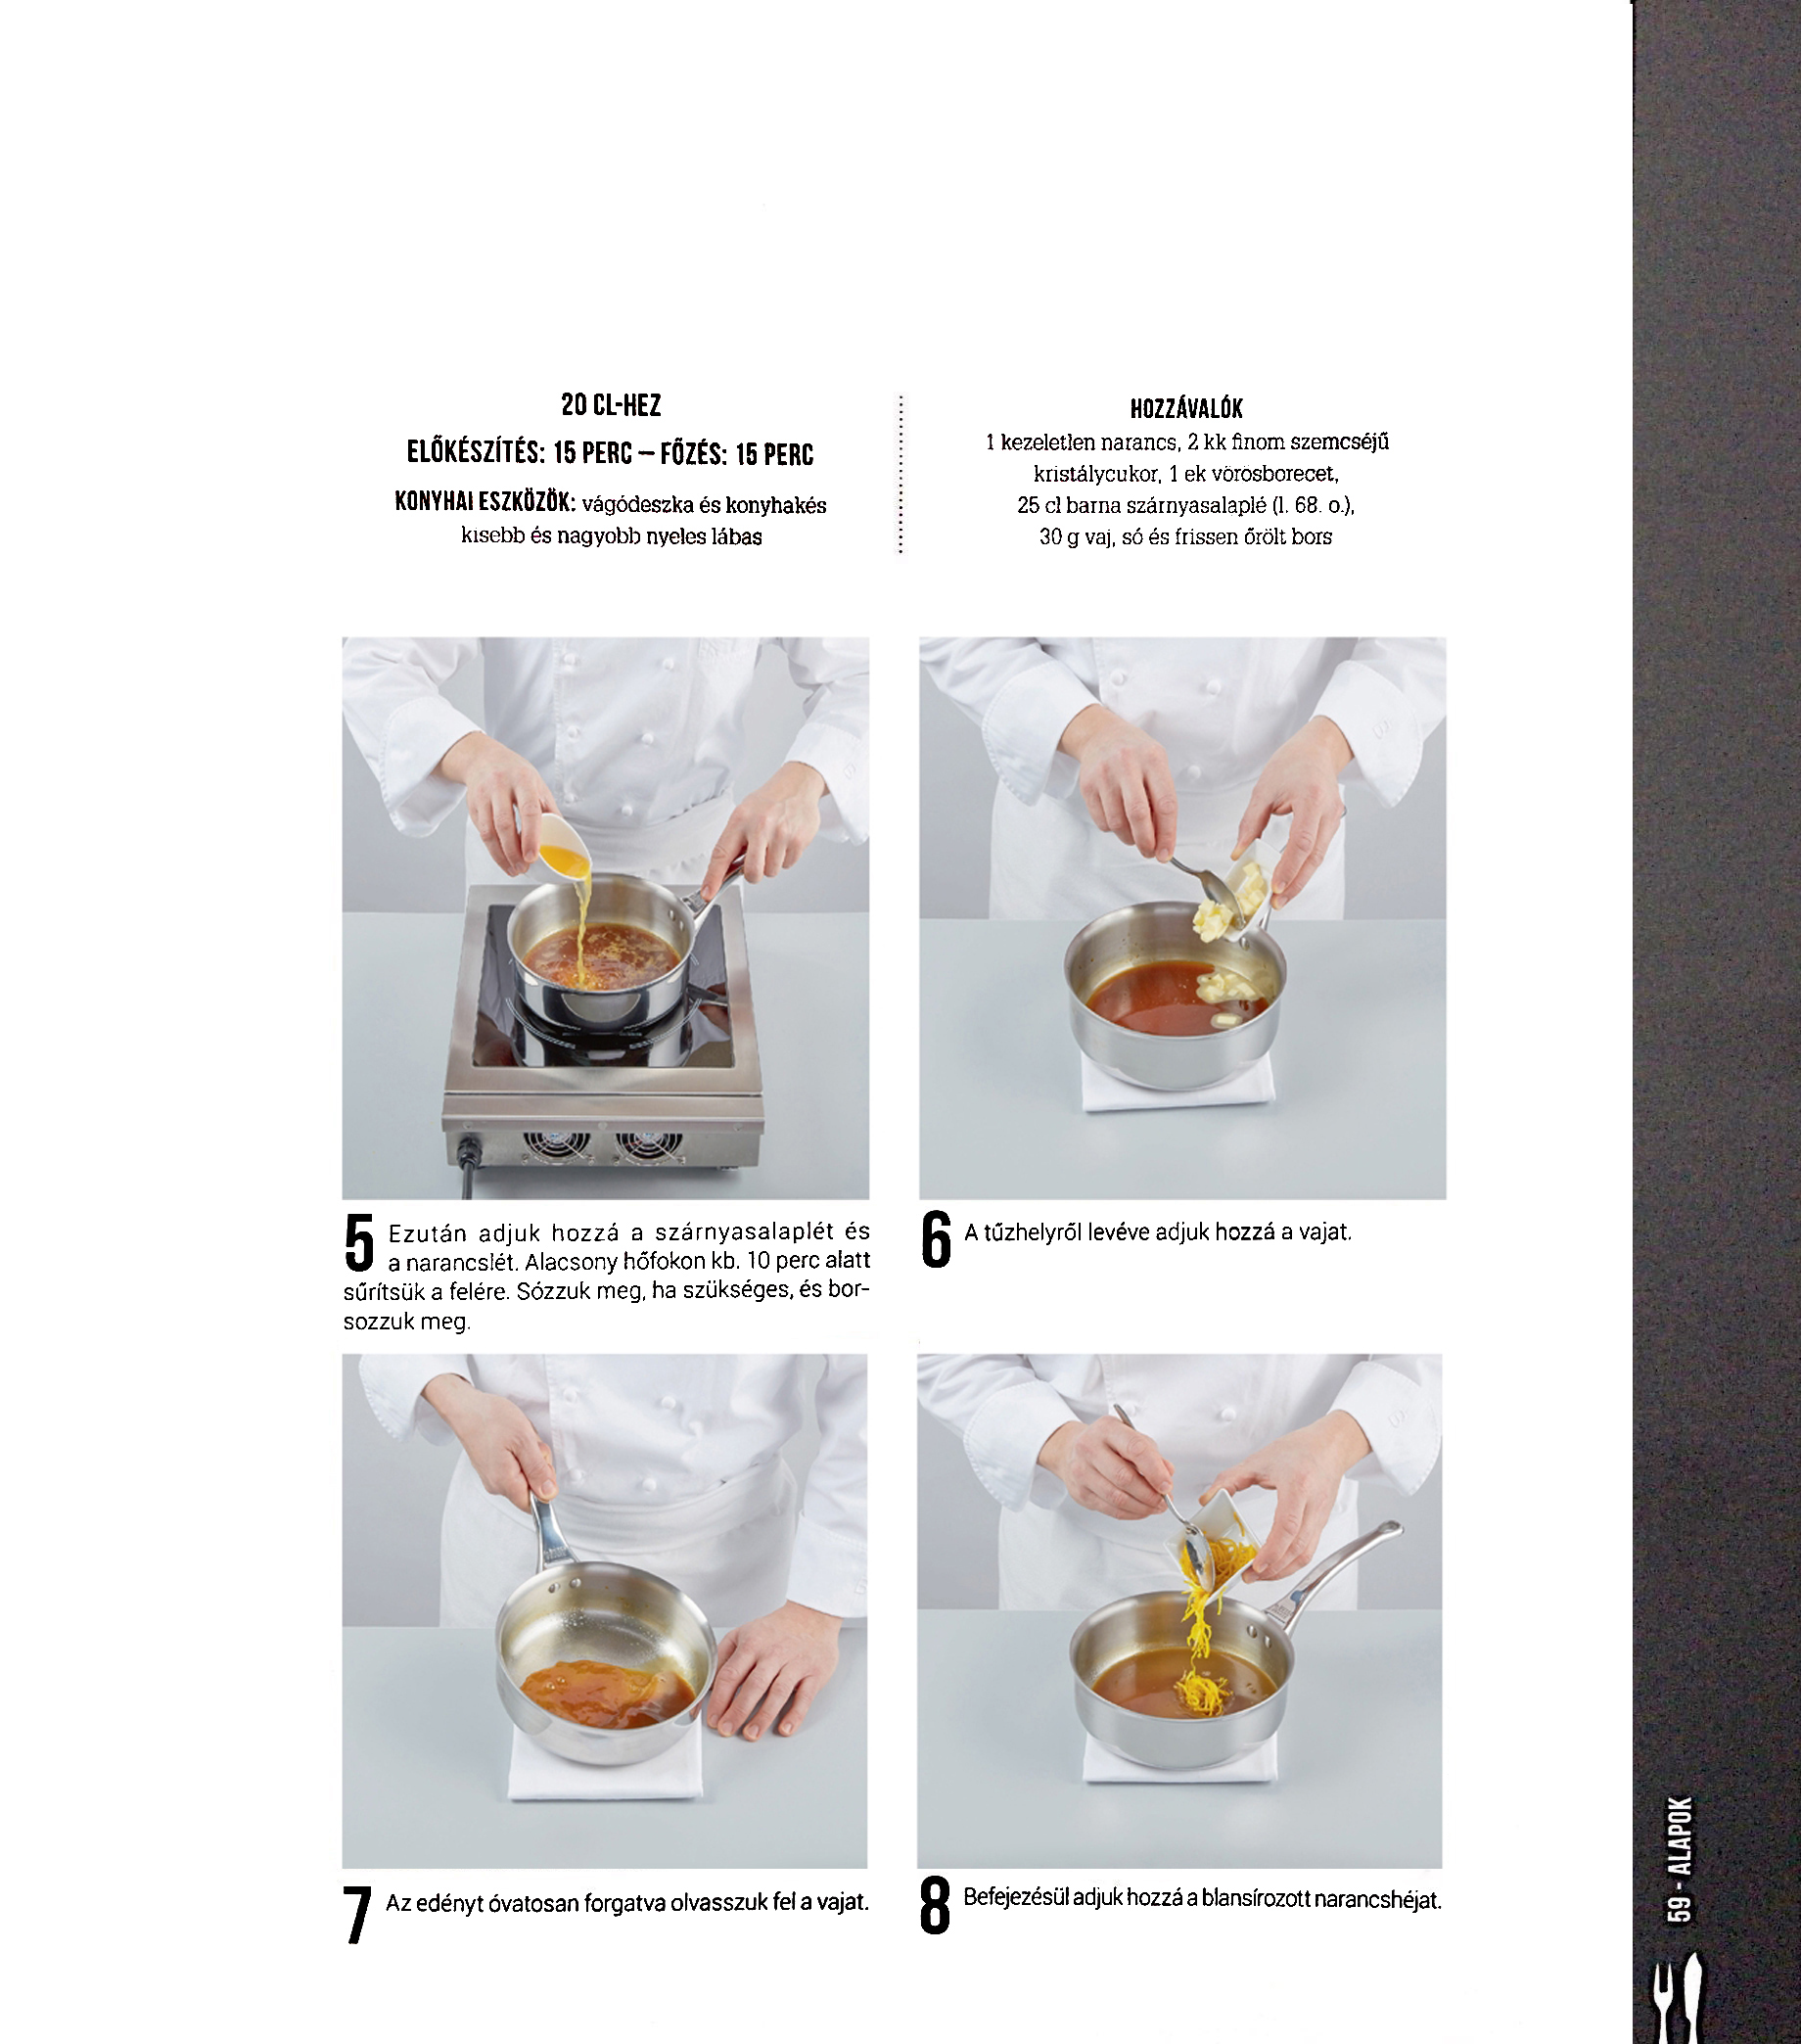 20 CL-HEZ
ELŐKÉSZÍTÉS: 15 PERC – FŐZÉS: 15 PERC
KONYHAI ESZKÖZÖK: vágódeszka és konyhakés
kisebb és nagyobb nyeles lábas
HOZZÁVALÓK
1 kezeletlen narancs, 2 kk finom szemcséjű
kristálycukor, 1 ek vörösborecet,
25 cl barna szárnyasalaplé (l. 68. o.),
30 g vaj, só és frissen őrölt bors
5 Ezután adjuk hozzá a szárnyasalaplét és
a narancslét. Alacsony hőfokon kb. 10 perc alatt
sűrítsük a felére. Sózzuk meg, ha szükséges, és bor-
sozzuk meg.
6 A tűzhelyről levéve adjuk hozzá a vajat.
7 Az edényt óvatosan forgatva olvasszuk fel a vajat.
8 Befejezésül adjuk hozzá a blansírozott narancshéjat.
59 - ALAPOK